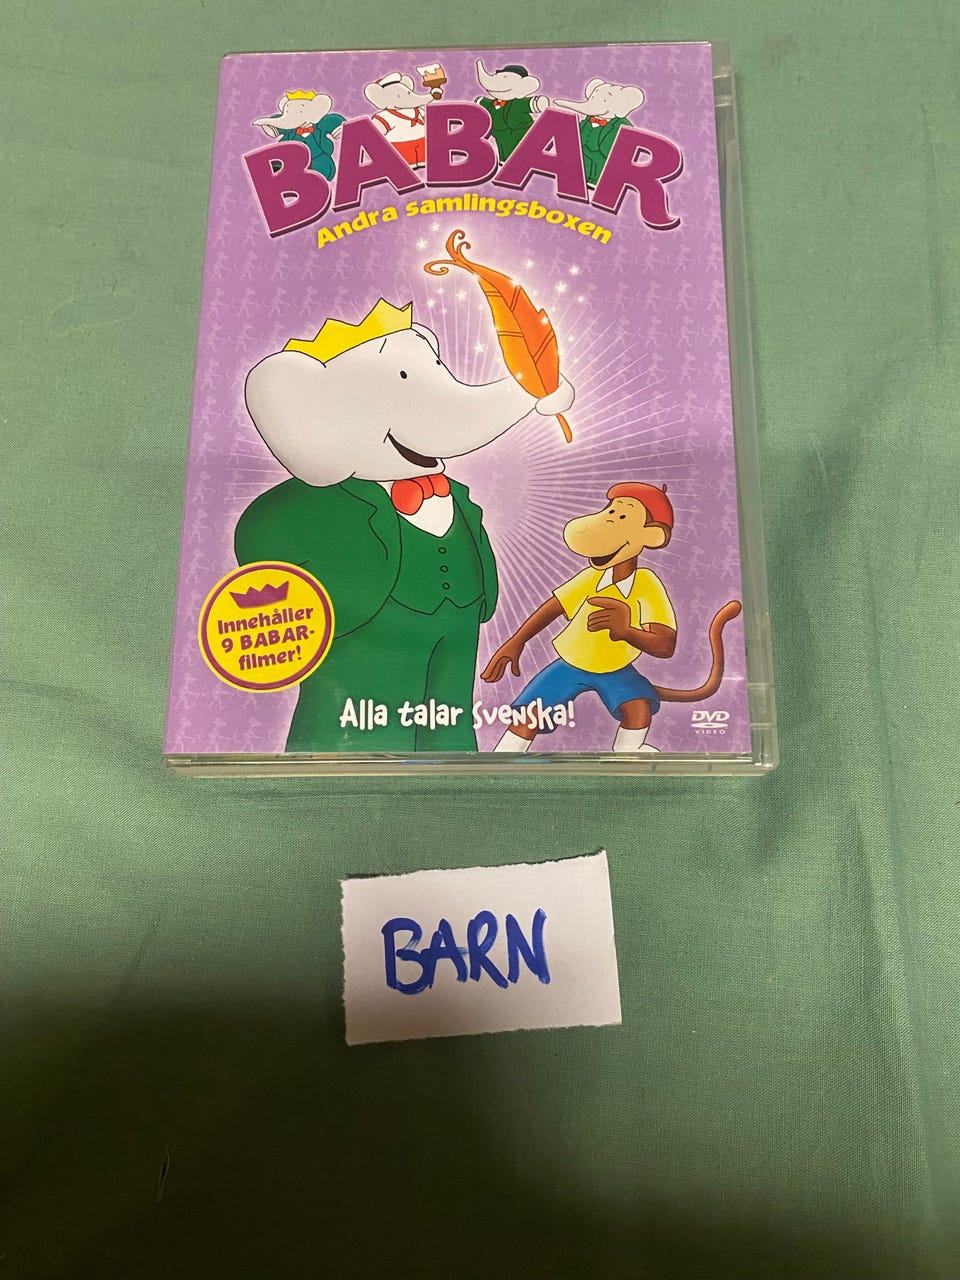 BABAR
Andra samlingsboxen
Innehåller
9 BABAR-
filmer!
Alla talar svenska!
DVD
VIDEO
BARN